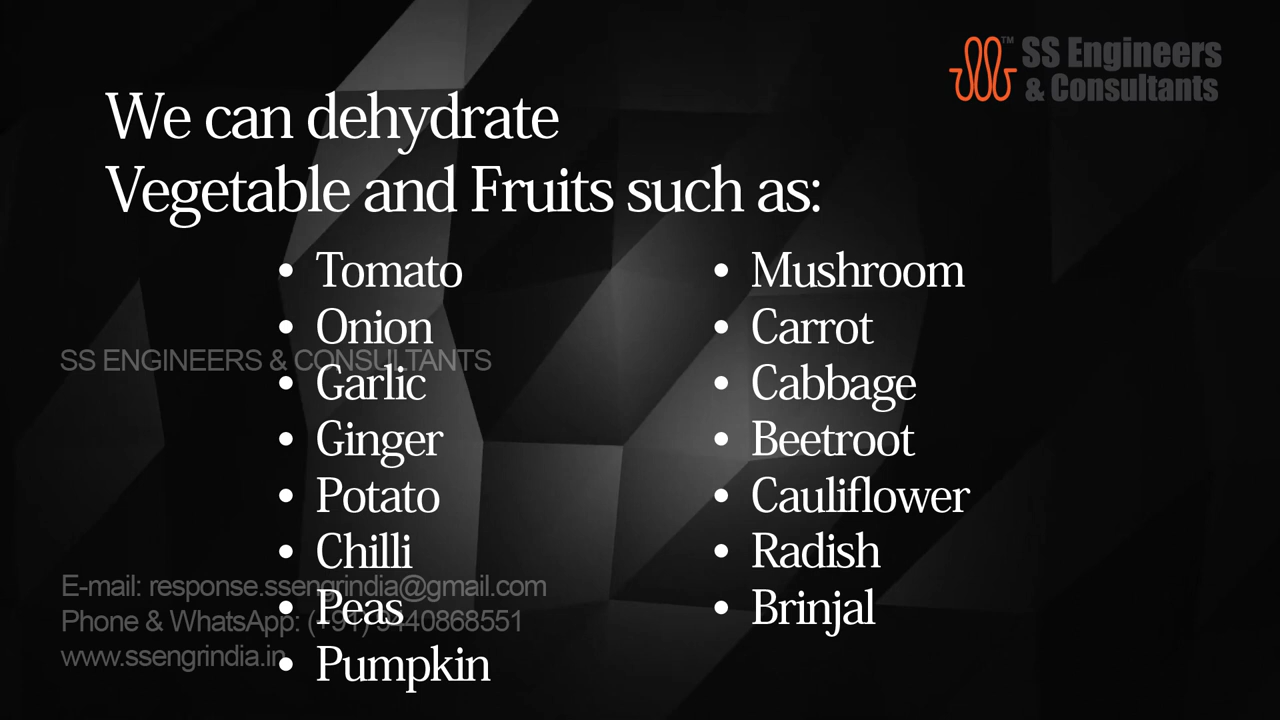 TM
SS Engineers
& Consultants
We can dehydrate
Vegetable and Fruits such as:
• Tomato
• Onion
• Garlic
• Ginger
• Potato
• Chilli
• Peas
• Pumpkin
• Mushroom
• Carrot
• Cabbage
• Beetroot
• Cauliflower
• Radish
• Brinjal
SS ENGINEERS & CONSULTANTS
E-mail: response.ssengrindia@gmail.com
Phone & WhatsApp:
www.ssengrindia.in